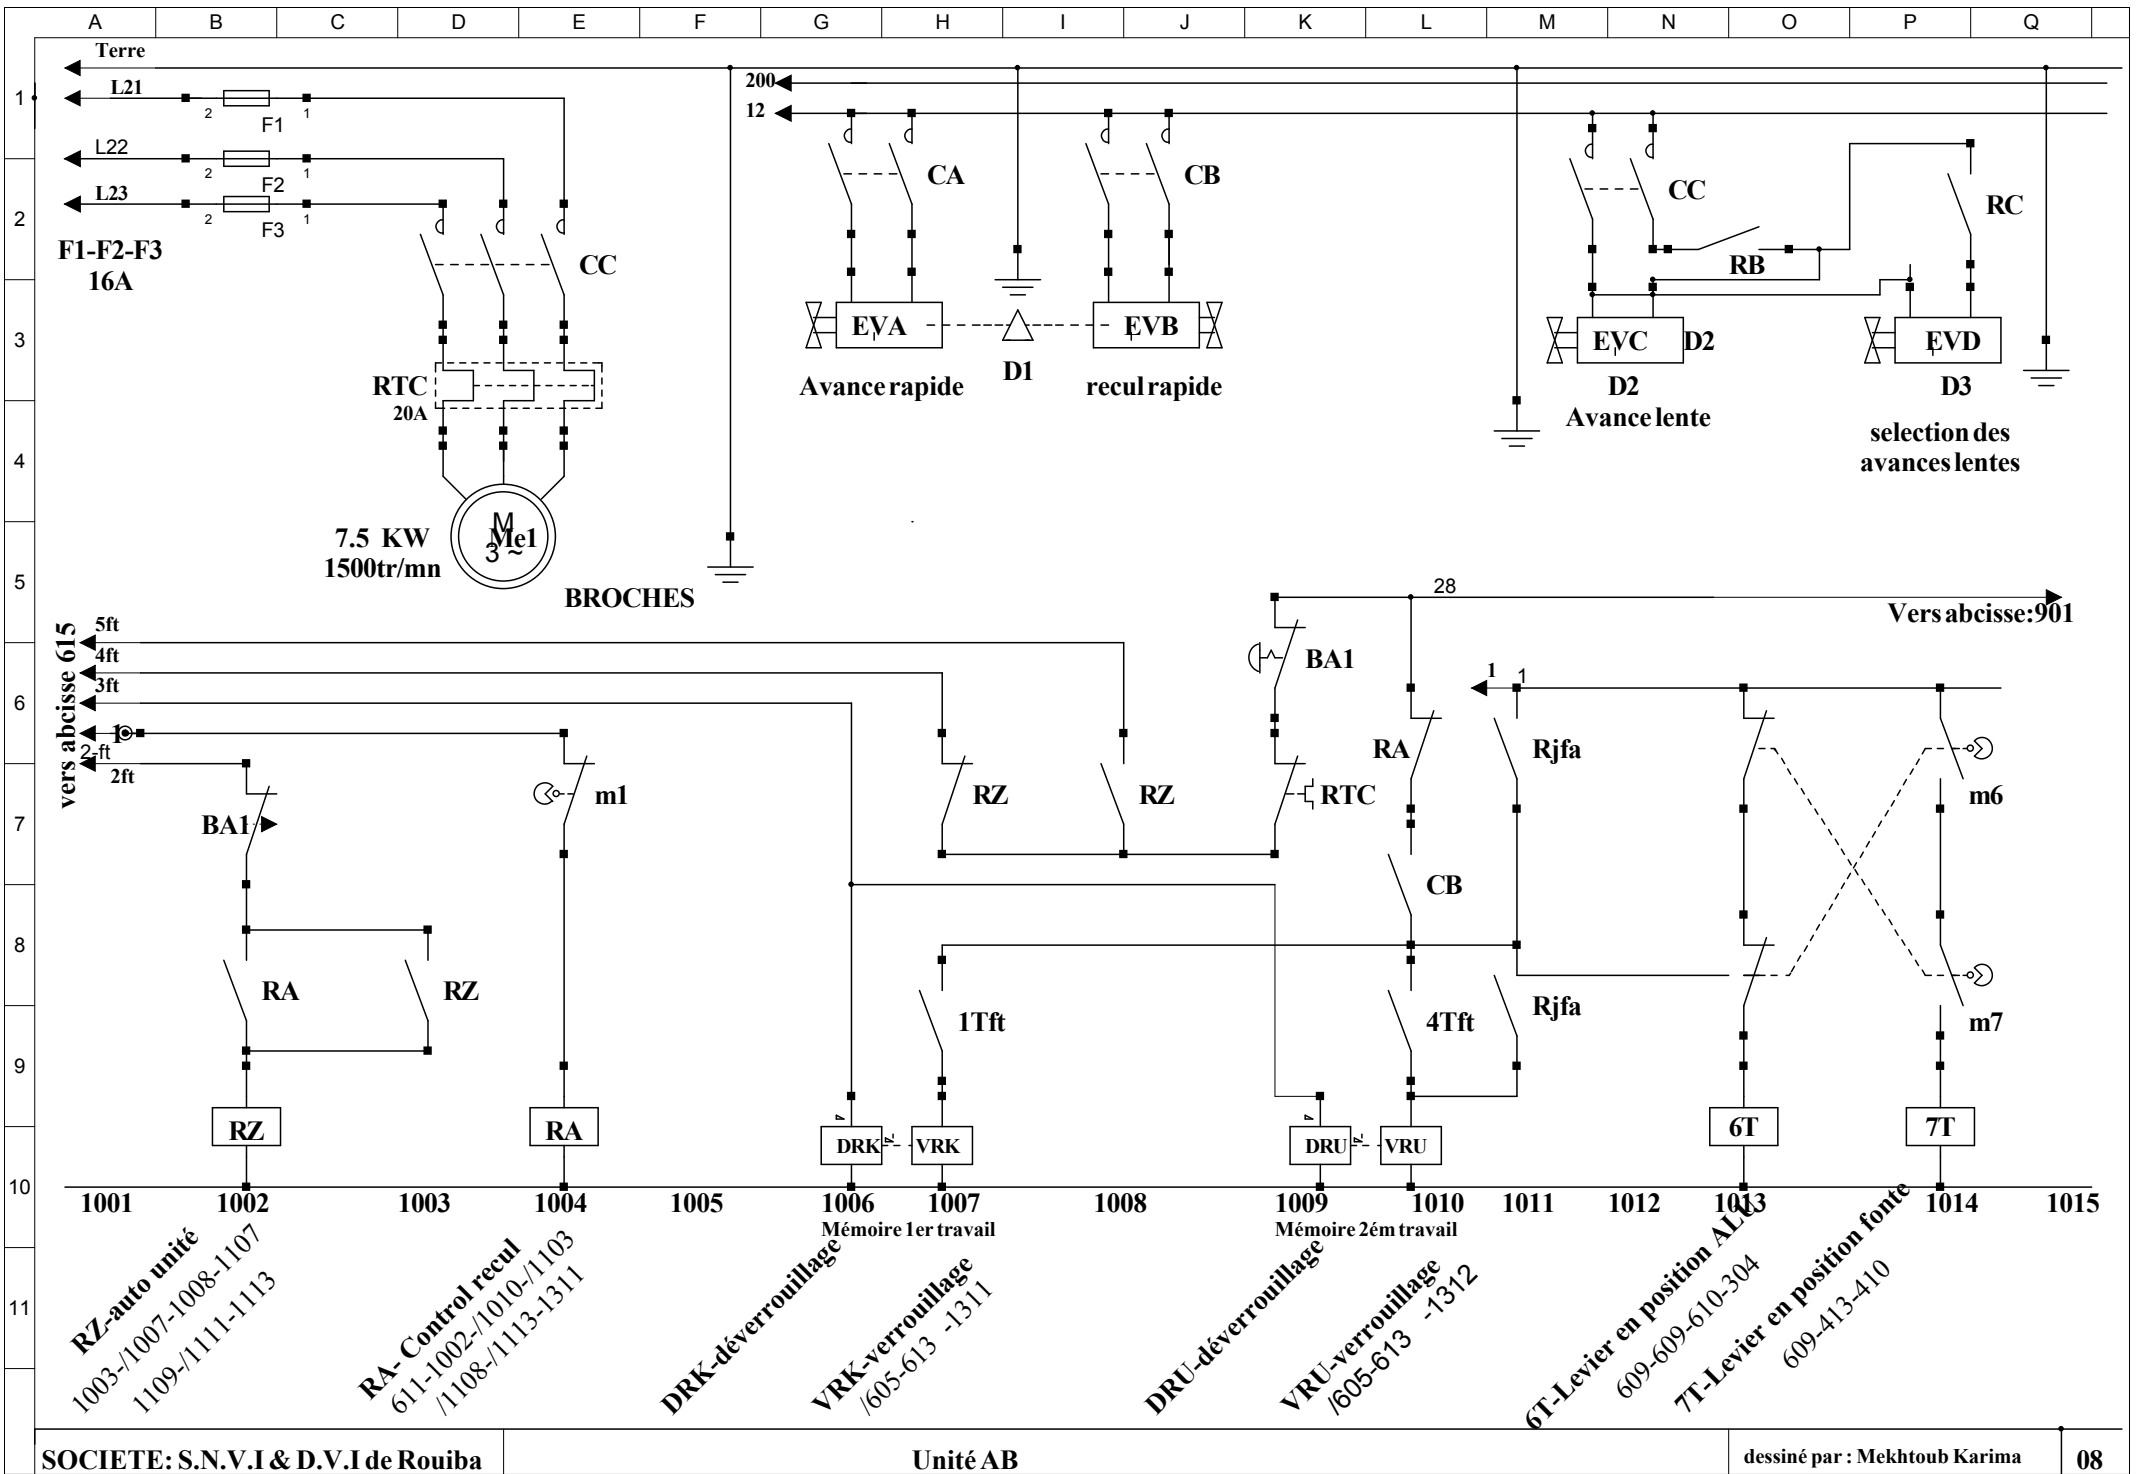 A B C D E F G H I J K L M N O P Q
Terre
L21
200
1
2 F1 1
12
L22
2 F2 1
CA
CB
CC
L23
2 F3 1
RC
2
F1-F2-F3
16A
CC
RB
EVA
EVB
EVC
D2
EVD
3
RTC
20A
Avance rapide
D1
recul rapide
D2
Avance lente
D3
selection des
avances lentes
4
7.5 KW
1500tr/mn
M
Me1
3 ~
BROCHES
5
28
Vers abcisse:901
vers abcisse 615
5ft
4ft
3ft
1
2-ft
2ft
BA1
1
1
6
RA
Rjfa
m1
RZ
RZ
RTC
m6
BA1
7
CB
8
RA
RZ
1Tft
4Tft
Rjfa
m7
9
RZ
RA
DRK
VRK
DRU
VRU
6T
7T
10
1001 1002 1003 1004 1005 1006 1007 1008 1009 1010 1011 1012 1013 1014 1015
Mémoire 1er travail
Mémoire 2ém travail
11
RZ-auto unité
1003-/1007-1008-1107
1109-/1111-1113
RA- Control recul
611-1002-/1010-/1103
/1108-/1113-1311
DRK-déverrouillage
VRK-verrouillage
/605-613 -1311
DRU-déverrouillage
VRU-verrouillage
/605-613 -1312
6T-Levier en position ALU
609-609-610-304
7T-Levier en position fonte
609-413-410
SOCIETE: S.N.V.I & D.V.I de Rouiba
Unité AB
dessiné par : Mekhtoub Karima
08